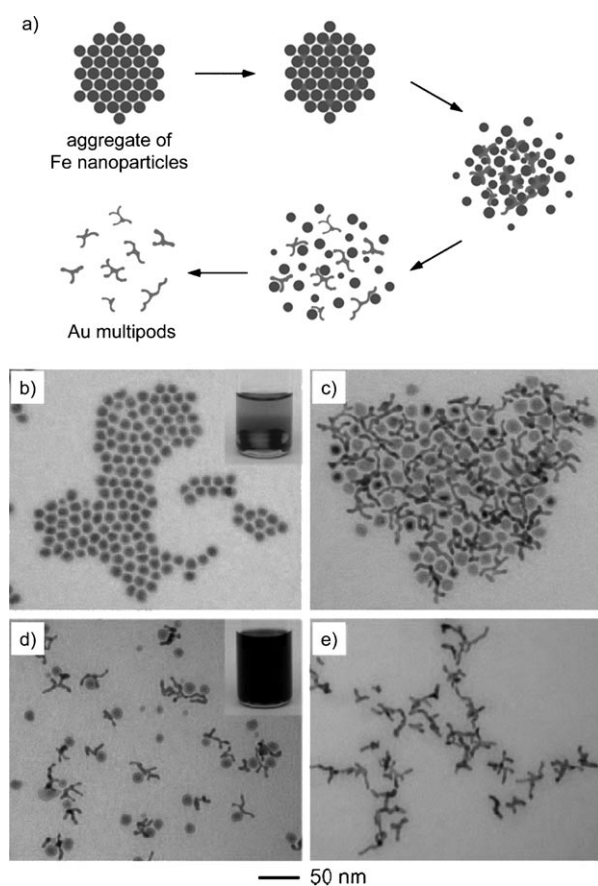 a)
aggregate of
Fe nanoparticles
Au multipods
b)
c)
d)
e)
50 nm